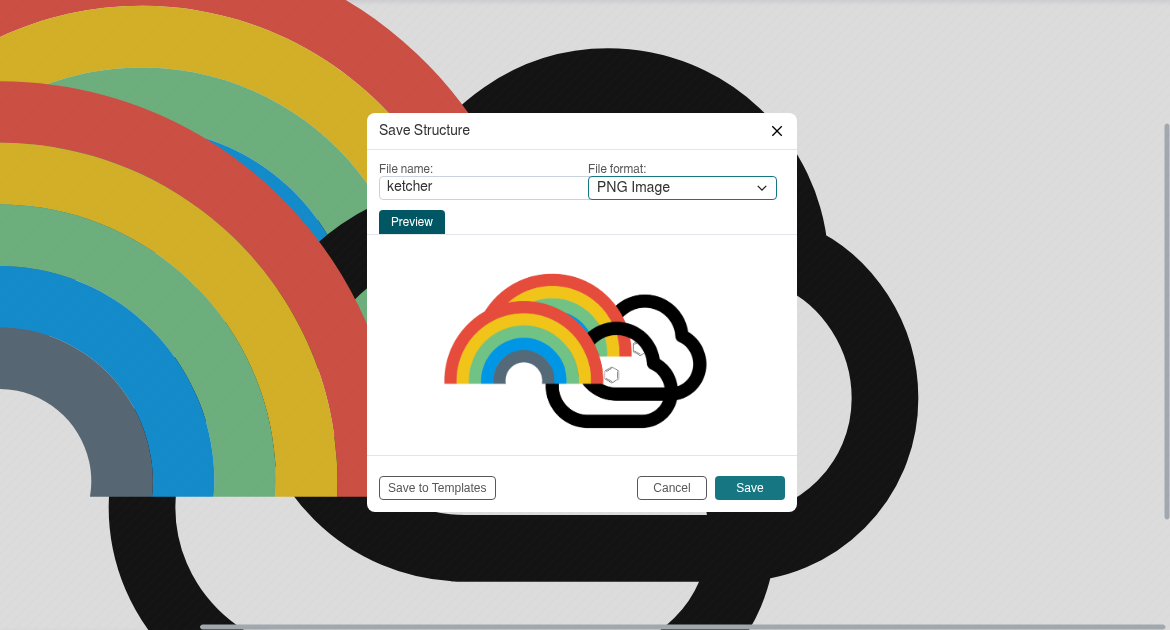 Save Structure
File name:
File format:
ketcher
PNG Image
Preview
Save to Templates
Cancel
Save